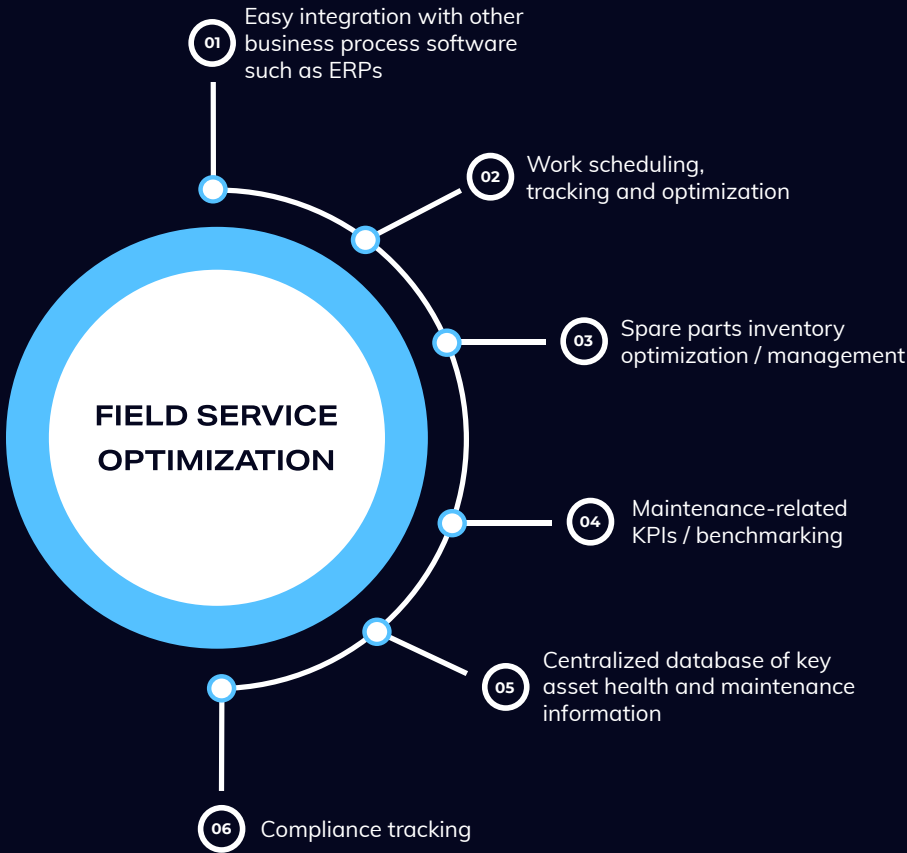 01
Easy integration with other
business process software
such as ERPs
02
Work scheduling,
tracking and optimization
03
Spare parts inventory
optimization / management
FIELD SERVICE
OPTIMIZATION
04
Maintenance-related
KPIs / benchmarking
05
Centralized database of key
asset health and maintenance
information
06
Compliance tracking